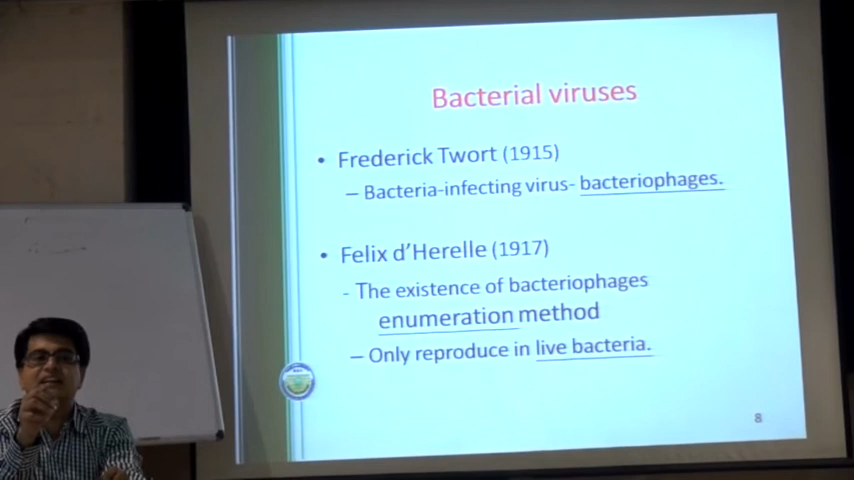 Bacterial viruses
• Frederick Twort (1915)
– Bacteria-infecting virus- bacteriophages.
• Felix d'Herelle (1917)
- The existence of bacteriophages
enumeration method
– Only reproduce in live bacteria.
8